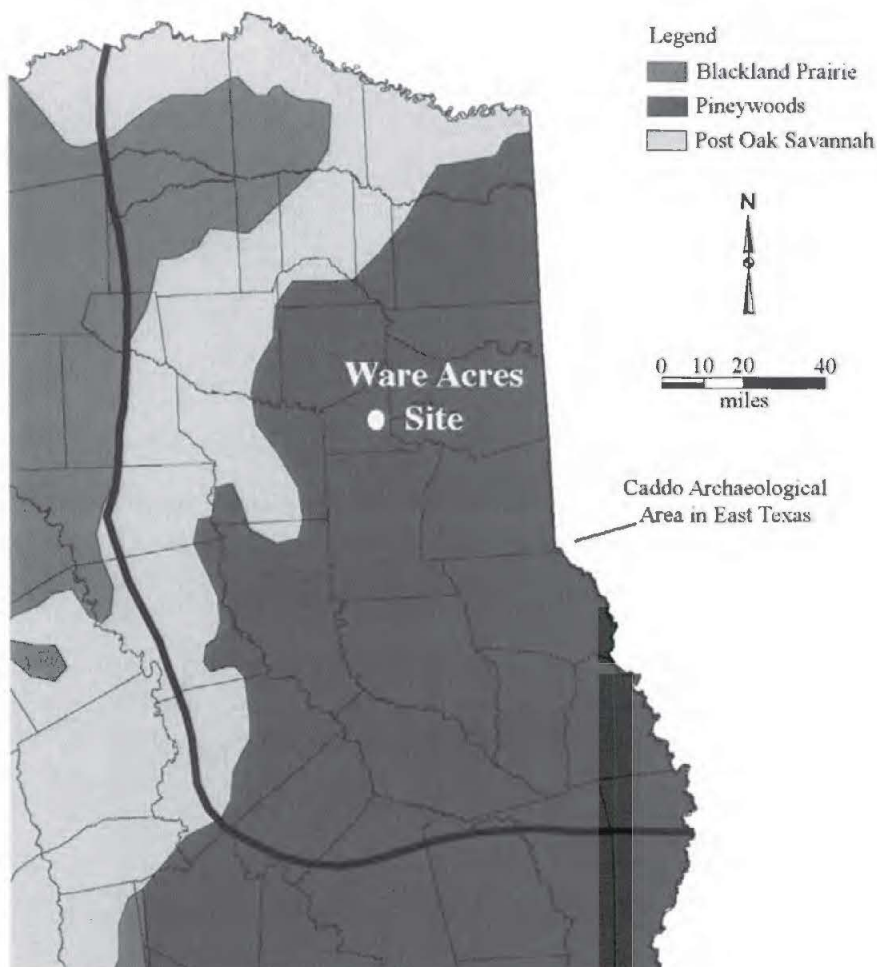 Legend
Blackland Prairie
Pineywoods
Post Oak Savannah
N
0 10 20 40
miles
Ware Acres
Site
Caddo Archaeological
Area in East Texas